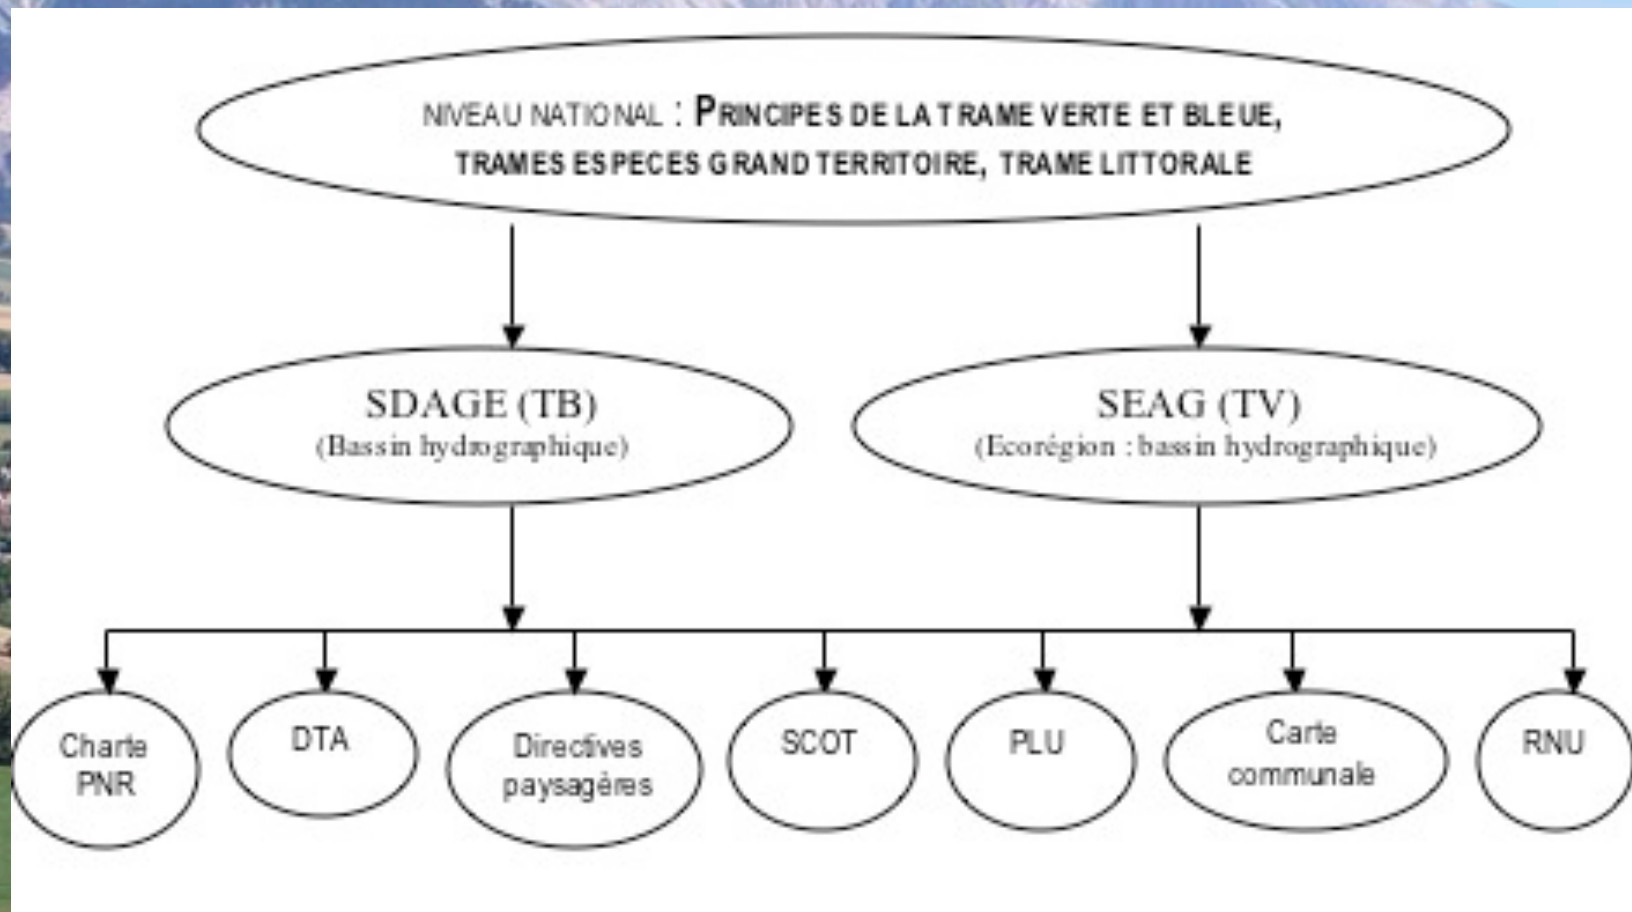 NIVEAU NATIONAL : PRINCIPES DE LA TRAME VERTE ET BLEUE,
TRAMES ESPECES GRAND TERRITOIRE, TRAME LITTORALE
SDAGE (TB)
(Bassin hydrographique)
SEAG (TV)
(Ecorégion : bassin hydrographique)
Charte
PNR
DTA
Directives
paysagères
SCOT
PLU
Carte
communale
RNU